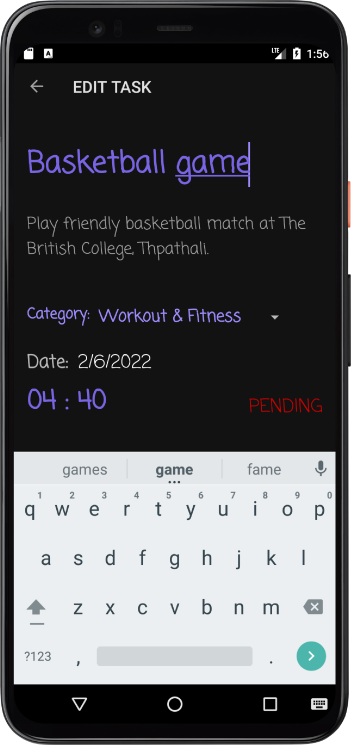 LTE 1:56
EDIT TASK
Basketball game
Play friendly basketball match at The
British College, Thpathali.
Category: Workout & Fitness
Date: 2/6/2022
04 : 40
PENDING
games game fame
1 2 3 4 5 6 7 8 9 0
q w e r t y u i o p
a s d f g h j k l
z x c v b n m
?123 , .